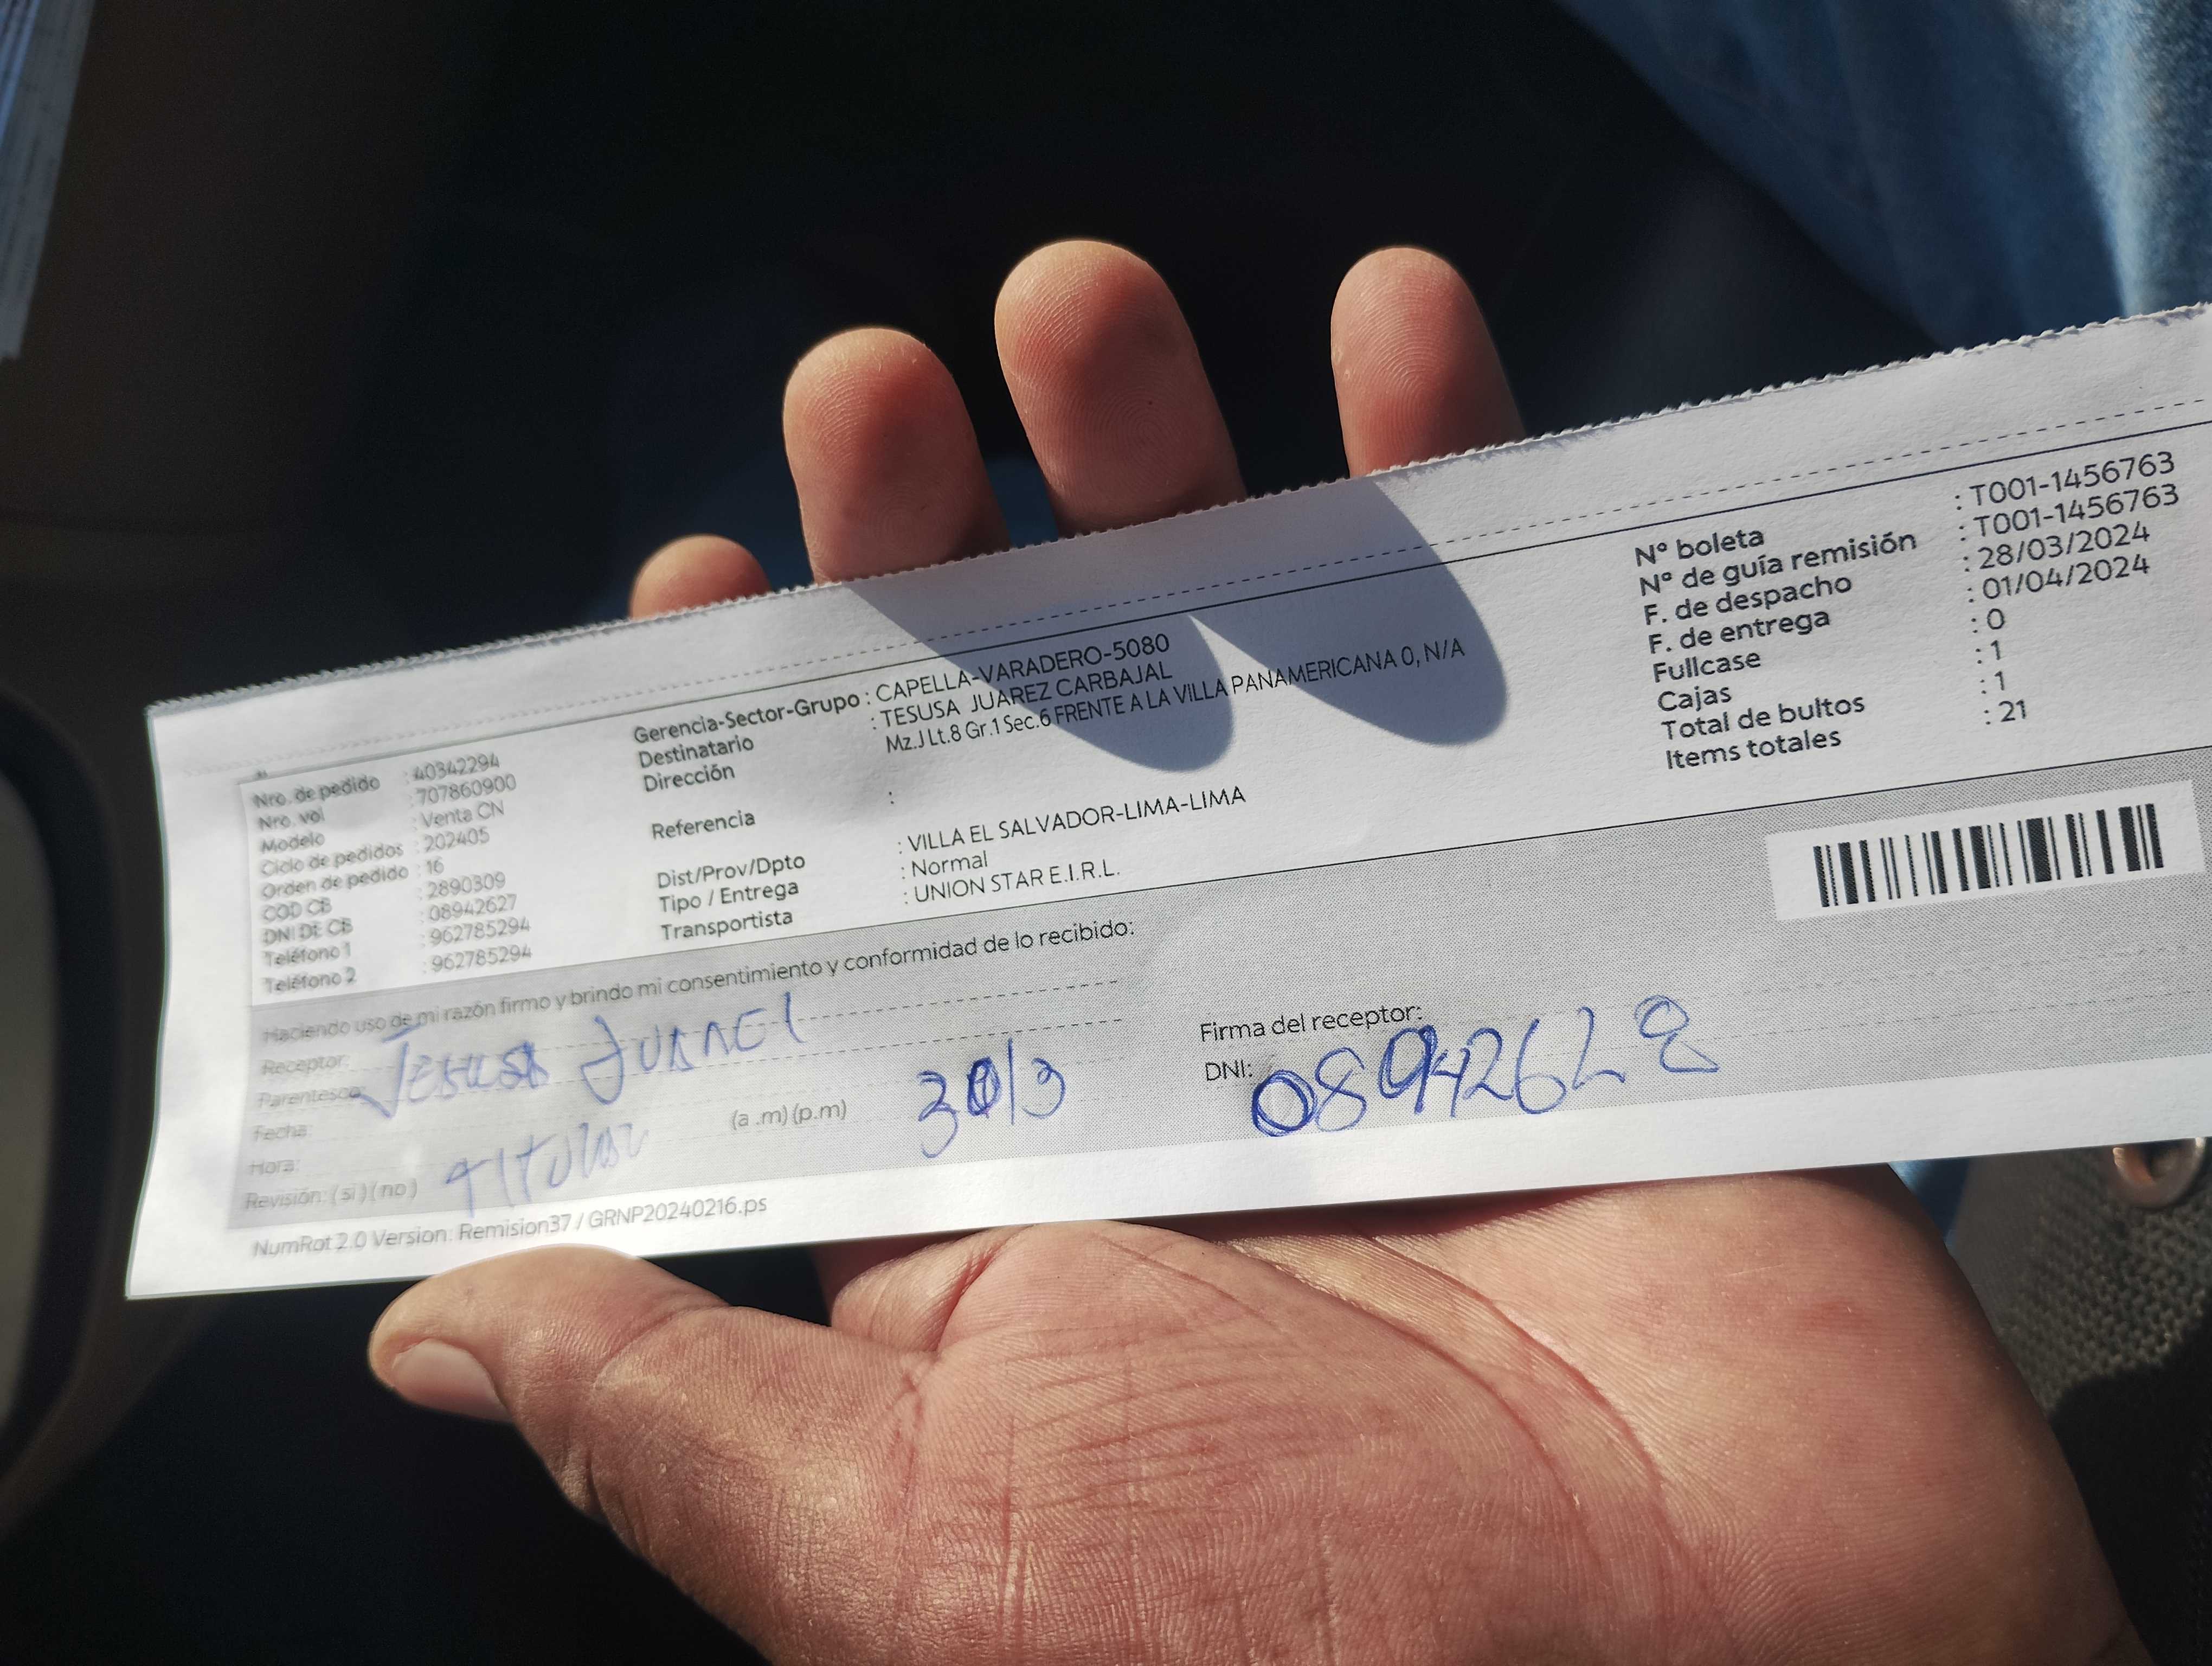 Nro. de pedido : 40342294
Nro. vol : 707860900
Modelo : Venta CN
Ciclo de pedidos : 202405
Orden de pedido : 16
COD CB : 2890309
DNI DE CB : 08942627
Teléfono 1 : 962785294
Teléfono 2 : 962785294
Gerencia-Sector-Grupo : CAPELLA-VARADERO-5080
Destinatario : TESUSA JUAREZ CARBAJAL
Dirección Mz.J Lt.8 Gr.1 Sec.6 FRENTE A LA VILLA PANAMERICANA 0, N/A
Referencia :
Dist/Prov/Dpto : VILLA EL SALVADOR-LIMA-LIMA
Tipo / Entrega : Normal
Transportista : UNION STAR E.I.R.L.
N° boleta : T001-1456763
N° de guía remisión : T001-1456763
F. de despacho : 28/03/2024
F. de entrega : 01/04/2024
Fullcase : 0
Cajas : 1
Total de bultos : 1
Items totales : 21
Haciendo uso de mi razón firmo y brindo mi consentimiento y conformidad de lo recibido:
Receptor:
Parentesco:
Fecha:
Hora: (a .m) (p.m)
Revisión: ( si ) ( no )
TITULAR
Firma del receptor:
DNI:
NumRot 2.0 Version: Remision37 / GRNP20240216.ps